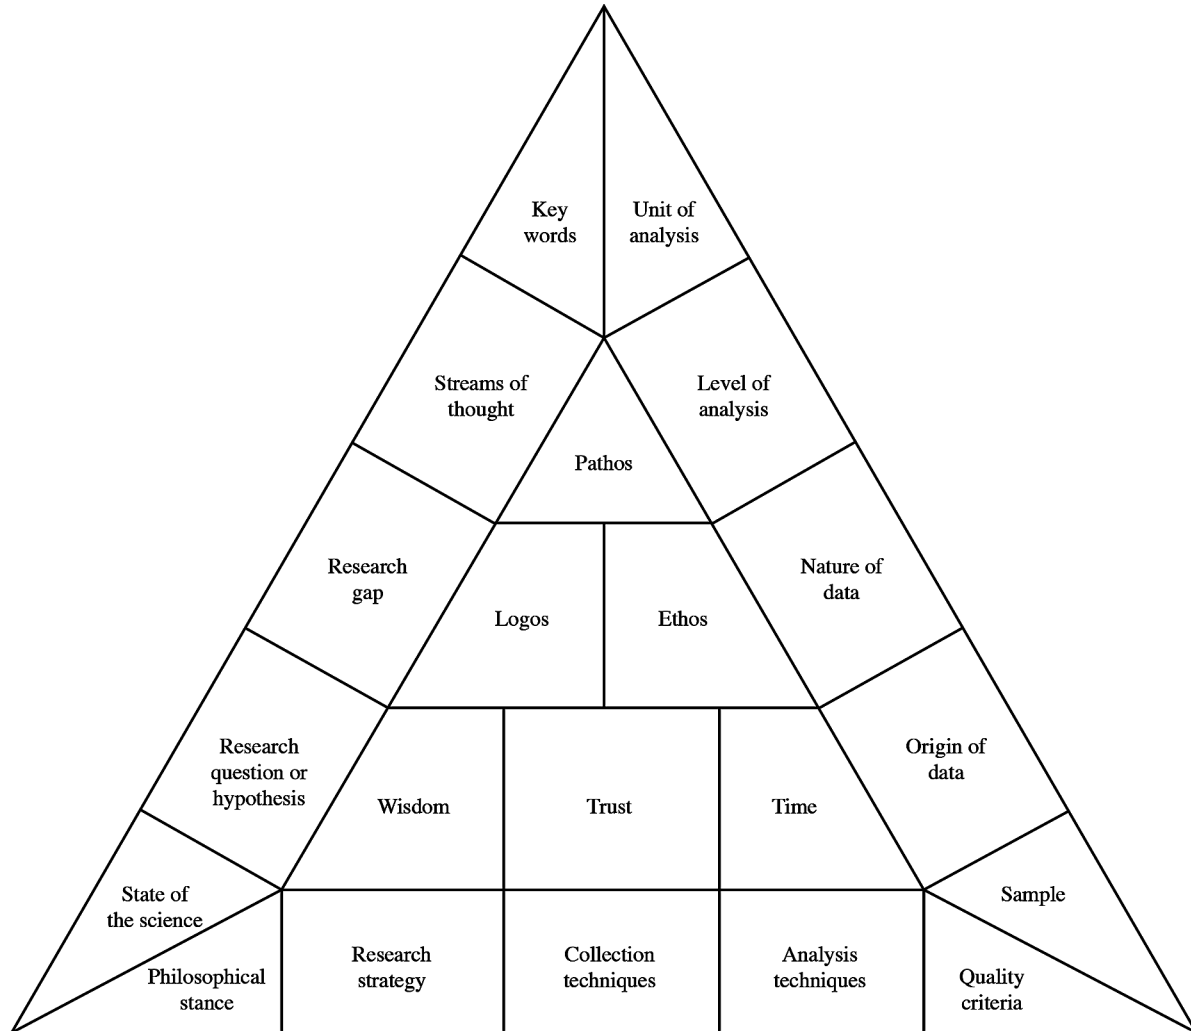 Key
words
Unit of
analysis
Streams of
thought
Level of
analysis
Pathos
Research
gap
Logos
Ethos
Nature of
data
Research
question or
hypothesis
Wisdom
Trust
Time
Origin of
data
State of
the science
Sample
Philosophical
stance
Research
strategy
Collection
techniques
Analysis
techniques
Quality
criteria